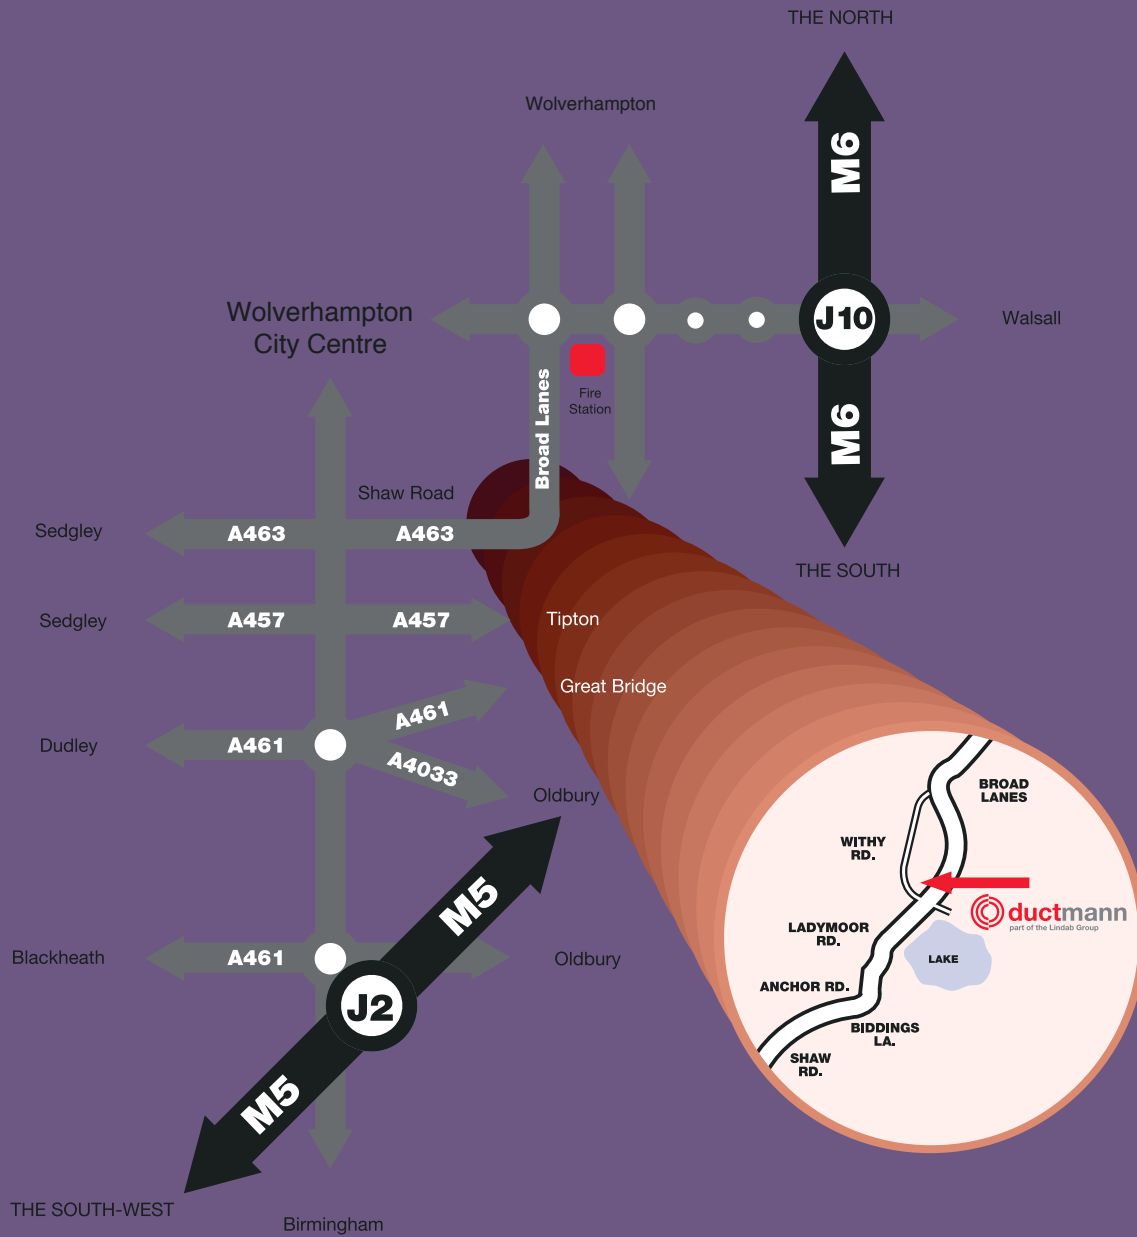 THE NORTH
Wolverhampton
M6
Wolverhampton
City Centre
J10
Walsall
Fire
Station
Broad Lanes
M6
Shaw Road
Sedgley
A463
A463
THE SOUTH
Sedgley
A457
A457
Tipton
Great Bridge
A461
Dudley
A461
A4033
Oldbury
BROAD
LANES
WITHY
RD.
M5
ductmann
part of the Lindab Group
LADYMOOR
RD.
Blackheath
A461
Oldbury
LAKE
ANCHOR RD.
J2
BIDDINGS
LA.
SHAW
RD.
M5
THE SOUTH-WEST
Birmingham